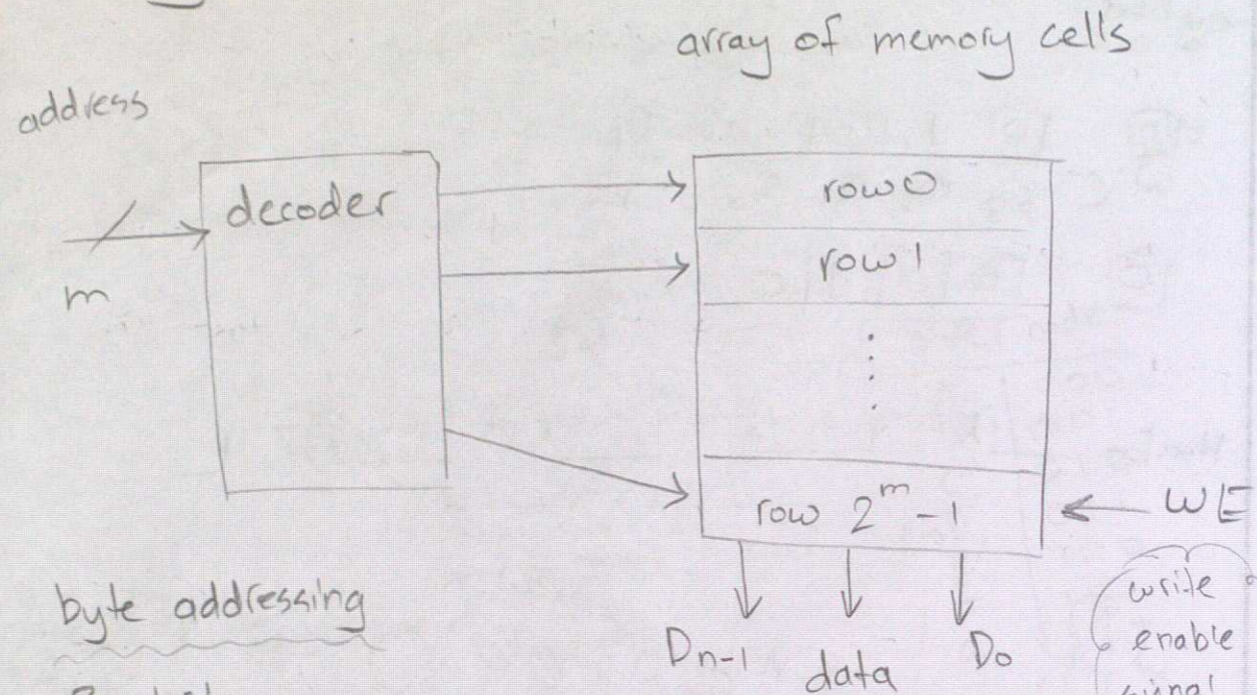 array of memory cells
address
decoder
m
row 0
row 1
row 2^m - 1
WE
write
enable
signal
Dn-1 data D0
byte addressing